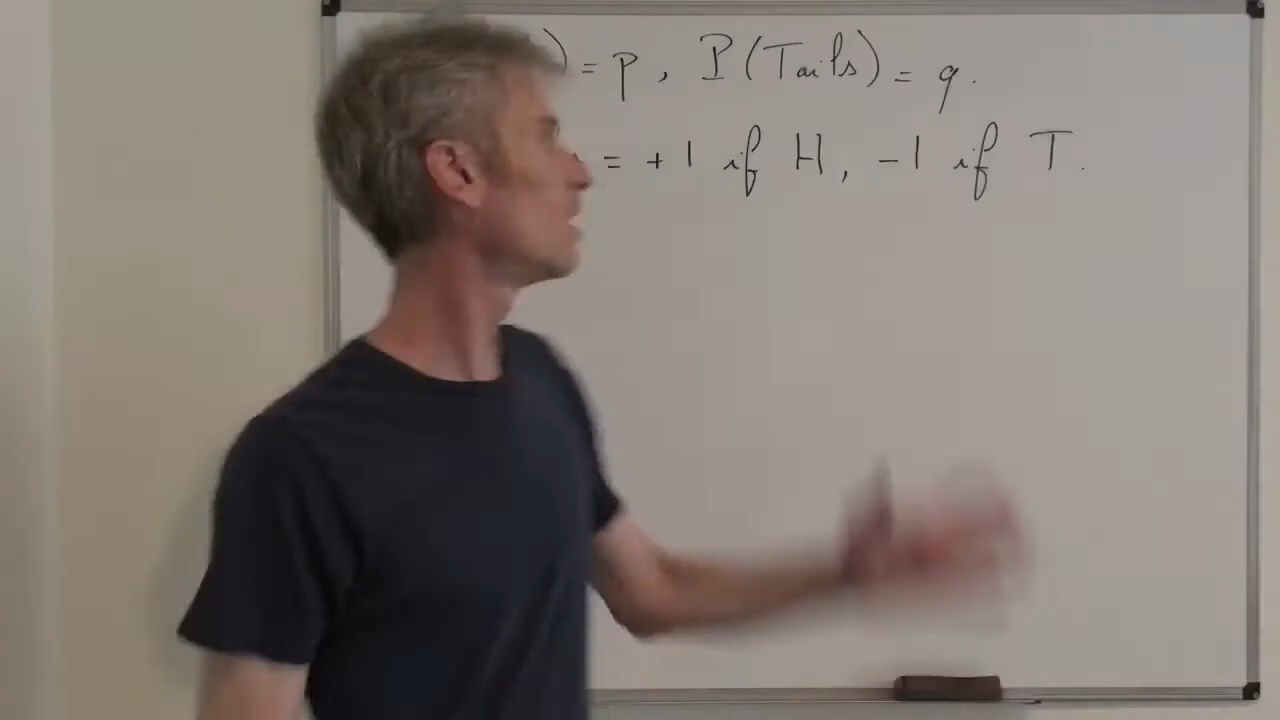 ) = p, P(Tails) = q.
= +1 if H, -1 if T.